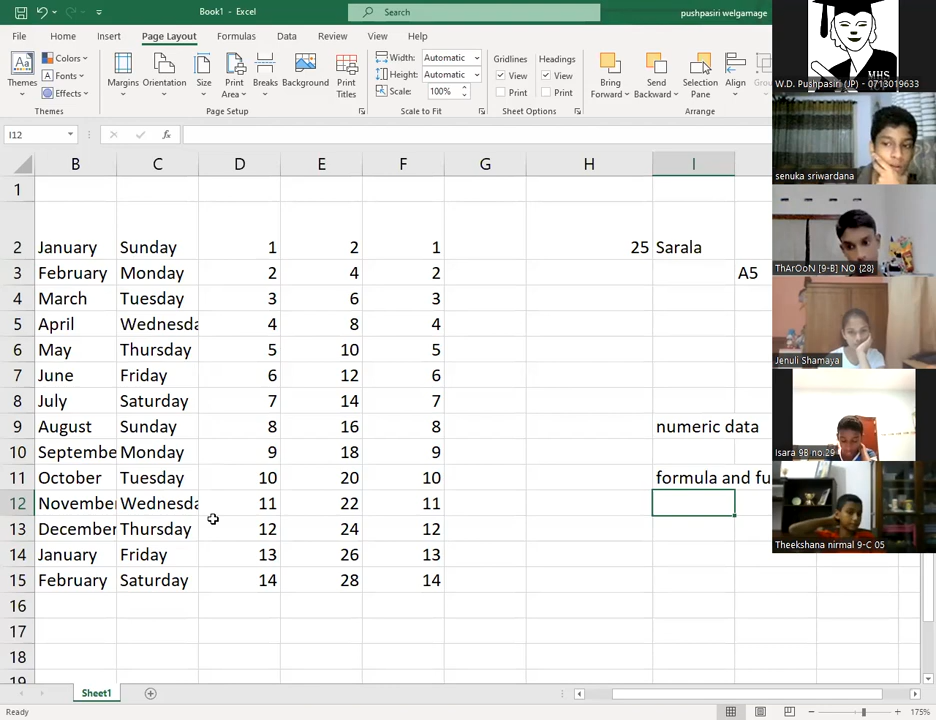 Book1 - Excel
Search
pushpasiri welgamage
File Home Insert Page Layout Formulas Data Review View
Colors
Fonts
Effects
Themes
Margins Orientation Size Print Area Breaks Background Print Titles
Width: Automatic
Height: Automatic
Scale: 100%
Gridlines Headings
View View
Print Print
Bring Forward Send Backward Selection Pane Align
Themes Page Setup Scale to Fit Sheet Options Arrange
I12 fx
B C D E F G H I
1
2 January Sunday 1 2 1 25 Sarala
3 February Monday 2 4 2 A5
4 March Tuesday 3 6 3
5 April Wednesda 4 8 4
6 May Thursday 5 10 5
7 June Friday 6 12 6
8 July Saturday 7 14 7
9 August Sunday 8 16 8 numeric data
10 Septembe Monday 9 18 9
11 October Tuesday 10 20 10 formula and fu
12 November Wednesda 11 22 11
13 December Thursday 12 24 12
14 January Friday 13 26 13
15 February Saturday 14 28 14
16
17
18
19
Sheet1
Ready
175%
MHS
W.D. Pushpasiri (JP) - 0713019633
senuka sriwardana
ThArOoN [9-B] NO (28)
Jenuli Shamaya
Isara 9B no.29
Theekshana nirmal 9-C 05